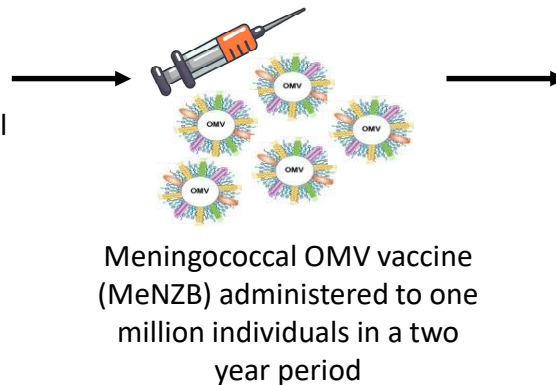 l
OMV
OMV
OMV
OMV
OMV
Meningococcal OMV vaccine
(MeNZB) administered to one
million individuals in a two
year period